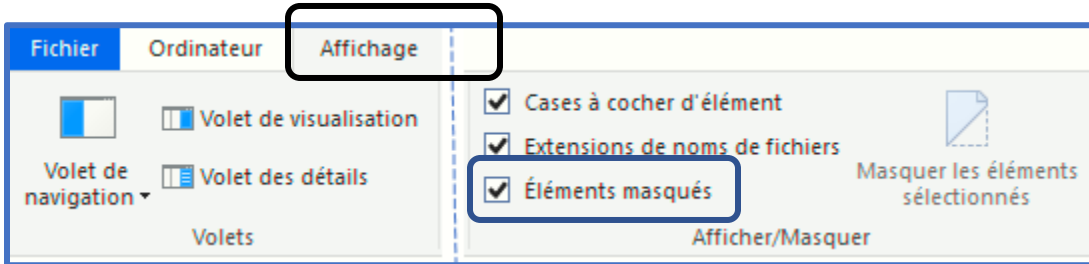 Fichier Ordinateur Affichage
Volet de navigation
Volet de visualisation
Volet des détails
Volets
Cases à cocher d'élément
Extensions de noms de fichiers
Éléments masqués
Masquer les éléments
sélectionnés
Afficher/Masquer